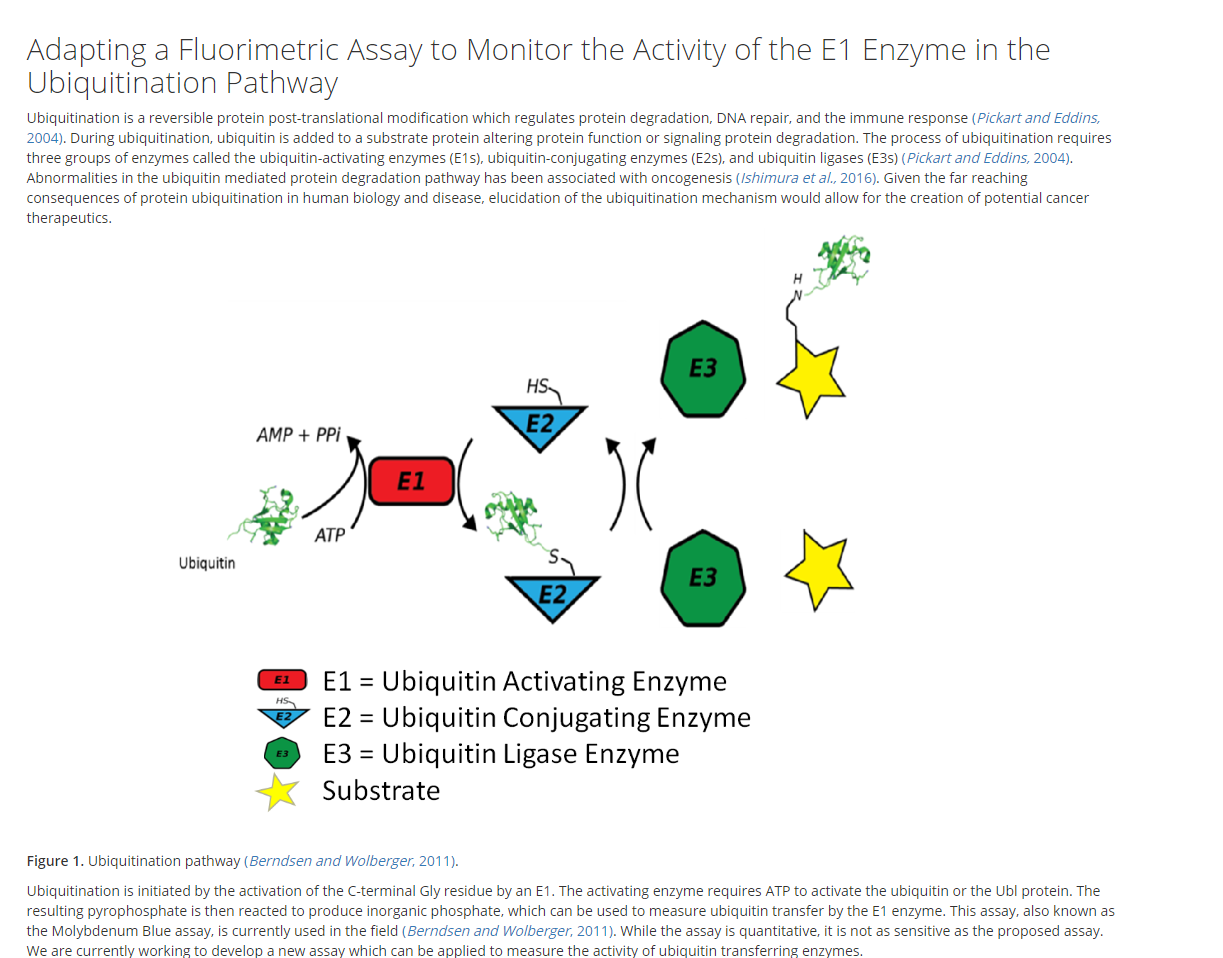 Adapting a Fluorimetric Assay to Monitor the Activity of the E1 Enzyme in the
Ubiquitination Pathway
Ubiquitination is a reversible protein post-translational modification which regulates protein degradation, DNA repair, and the immune response (Pickart and Eddins,
2004). During ubiquitination, ubiquitin is added to a substrate protein altering protein function or signaling protein degradation. The process of ubiquitination requires
three groups of enzymes called the ubiquitin-activating enzymes (E1s), ubiquitin-conjugating enzymes (E2s), and ubiquitin ligases (E3s) (Pickart and Eddins, 2004).
Abnormalities in the ubiquitin mediated protein degradation pathway has been associated with oncogenesis (Ishimura et al., 2016). Given the far reaching
consequences of protein ubiquitination in human biology and disease, elucidation of the ubiquitination mechanism would allow for the creation of potential cancer
therapeutics.
H
N
E3
HS
E2
AMP + PPi
E1
ATP
Ubiquitin
S
E2
E3
E1 E1 = Ubiquitin Activating Enzyme
HS
E2 E2 = Ubiquitin Conjugating Enzyme
E3 E3 = Ubiquitin Ligase Enzyme
Substrate
Figure 1. Ubiquitination pathway (Berndsen and Wolberger, 2011).
Ubiquitination is initiated by the activation of the C-terminal Gly residue by an E1. The activating enzyme requires ATP to activate the ubiquitin or the Ubl protein. The
resulting pyrophosphate is then reacted to produce inorganic phosphate, which can be used to measure ubiquitin transfer by the E1 enzyme. This assay, also known as
the Molybdenum Blue assay, is currently used in the field (Berndsen and Wolberger, 2011). While the assay is quantitative, it is not as sensitive as the proposed assay.
We are currently working to develop a new assay which can be applied to measure the activity of ubiquitin transferring enzymes.